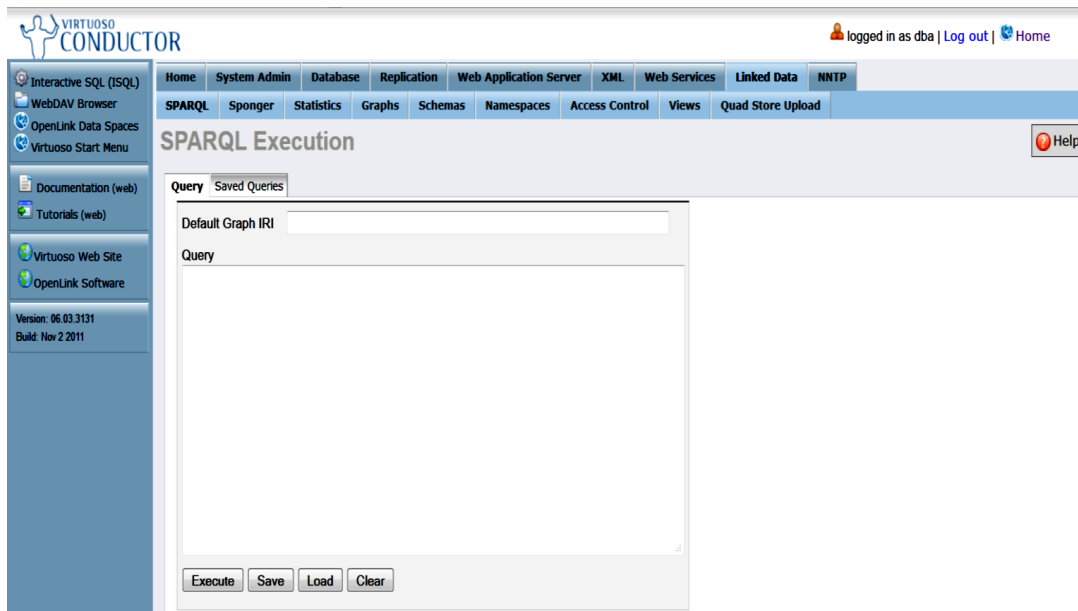 VIRTUOSO
CONDUCTOR
logged in as dba | Log out | Home
Interactive SQL (ISQL)
WebDAV Browser
OpenLink Data Spaces
Virtuoso Start Menu
Documentation (web)
Tutorials (web)
Virtuoso Web Site
OpenLink Software
Version: 06.03.3131
Build: Nov 2 2011
Home System Admin Database Replication Web Application Server XML Web Services Linked Data NNTP
SPARQL Sponger Statistics Graphs Schemas Namespaces Access Control Views Quad Store Upload
SPARQL Execution
Help
Query Saved Queries
Default Graph IRI
Query
Execute Save Load Clear